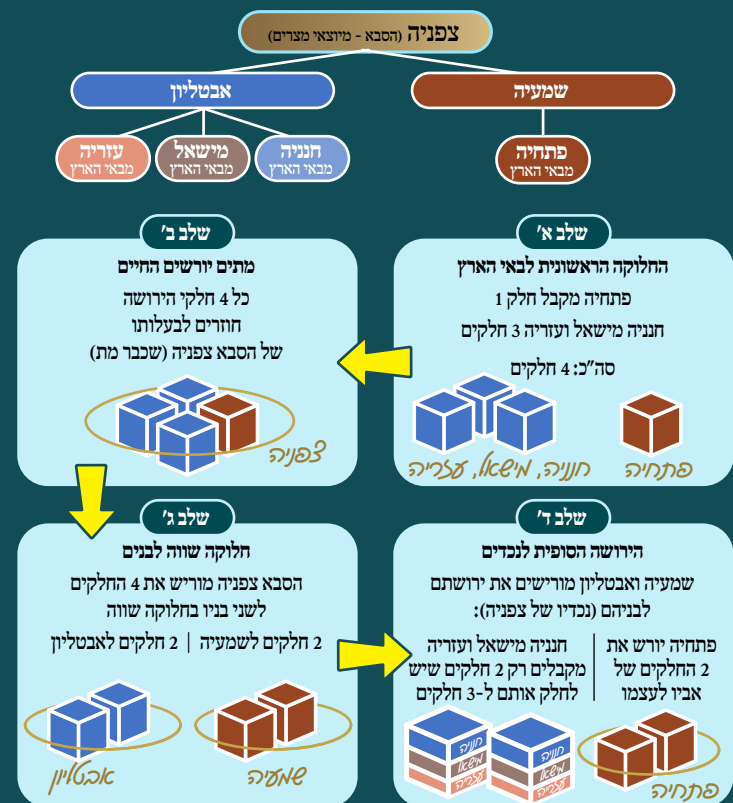 צפניה (הסבא - מיוצאי מצרים)
שמעיה
אבטליון
פתחיה
מבאי הארץ
חנניה
מבאי הארץ
מישאל
מבאי הארץ
עזריה
מבאי הארץ
שלב א'
החלוקה הראשונית לבאי הארץ
פתחיה מקבל חלק 1
חנניה מישאל ועזריה 3 חלקים
סה"כ: 4 חלקים
פתחיה
חנניה, מישאל, עזריה
שלב ב'
מתים יורשים החיים
כל 4 חלקי הירושה
חוזרים לבעלותו
של הסבא צפניה (שכבר מת)
צפניה
שלב ג'
חלוקה שווה לבנים
הסבא צפניה מוריש את 4 החלקים
לשני בניו בחלוקה שווה
2 חלקים לשמעיה | 2 חלקים לאבטליון
שמעיה
אבטליון
שלב ד'
הירושה הסופית לנכדים
שמעיה ואבטליון מורישים את ירושתם
לבניהם (נכדיו של צפניה):
פתחיה יורש את
2 החלקים של
אביו לעצמו
חנניה מישאל ועזריה
מקבלים רק 2 חלקים שיש
לחלק אותם ל-3 חלקים
פתחיה
חנניה
מישאל
עזריה
חנניה
מישאל
עזריה